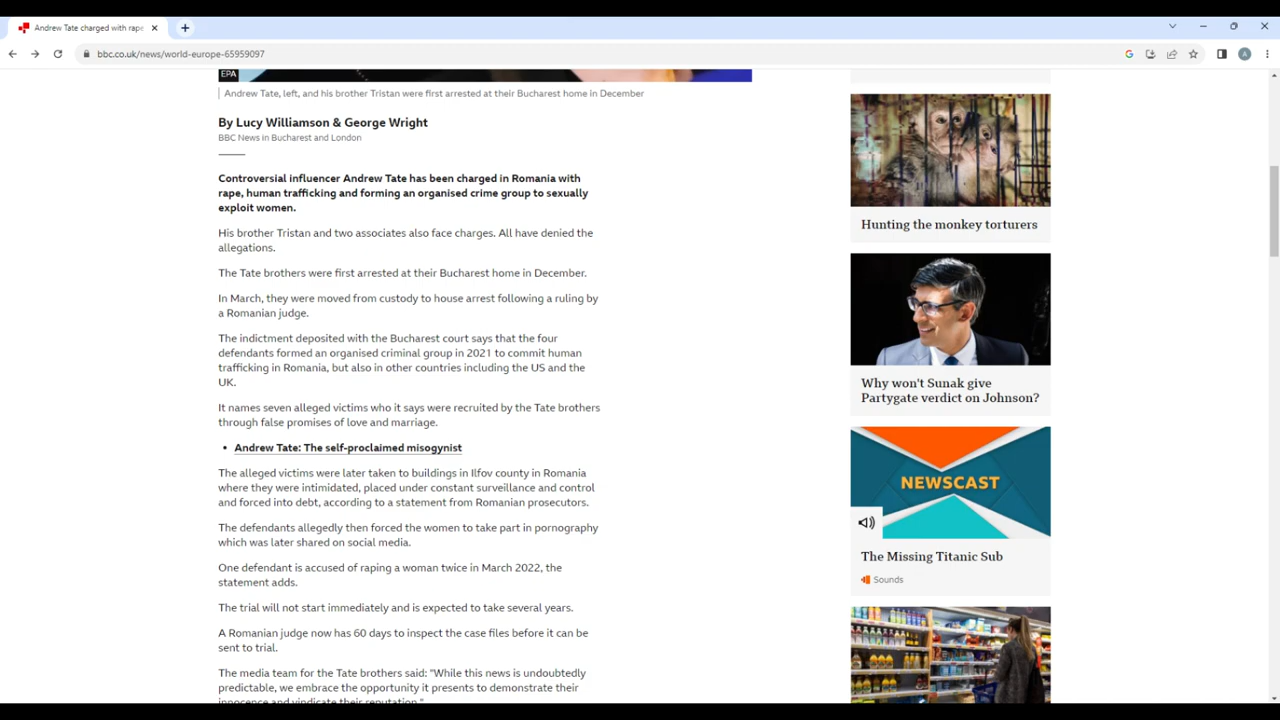 Andrew Tate charged with rape
bbc.co.uk/news/world-europe-65959097
G
A
EPA
Andrew Tate, left, and his brother Tristan were first arrested at their Bucharest home in December
By Lucy Williamson & George Wright
BBC News in Bucharest and London
Controversial influencer Andrew Tate has been charged in Romania with
rape, human trafficking and forming an organised crime group to sexually
exploit women.
His brother Tristan and two associates also face charges. All have denied the
allegations.
The Tate brothers were first arrested at their Bucharest home in December.
In March, they were moved from custody to house arrest following a ruling by
a Romanian judge.
The indictment deposited with the Bucharest court says that the four
defendants formed an organised criminal group in 2021 to commit human
trafficking in Romania, but also in other countries including the US and the
UK.
It names seven alleged victims who it says were recruited by the Tate brothers
through false promises of love and marriage.
• Andrew Tate: The self-proclaimed misogynist
The alleged victims were later taken to buildings in Ilfov county in Romania
where they were intimidated, placed under constant surveillance and control
and forced into debt, according to a statement from Romanian prosecutors.
The defendants allegedly then forced the women to take part in pornography
which was later shared on social media.
One defendant is accused of raping a woman twice in March 2022, the
statement adds.
The trial will not start immediately and is expected to take several years.
A Romanian judge now has 60 days to inspect the case files before it can be
sent to trial.
The media team for the Tate brothers said: "While this news is undoubtedly
predictable, we embrace the opportunity it presents to demonstrate their
innocence and vindicate their reputation."
Hunting the monkey torturers
Why won't Sunak give
Partygate verdict on Johnson?
NEWSCAST
The Missing Titanic Sub
Sounds